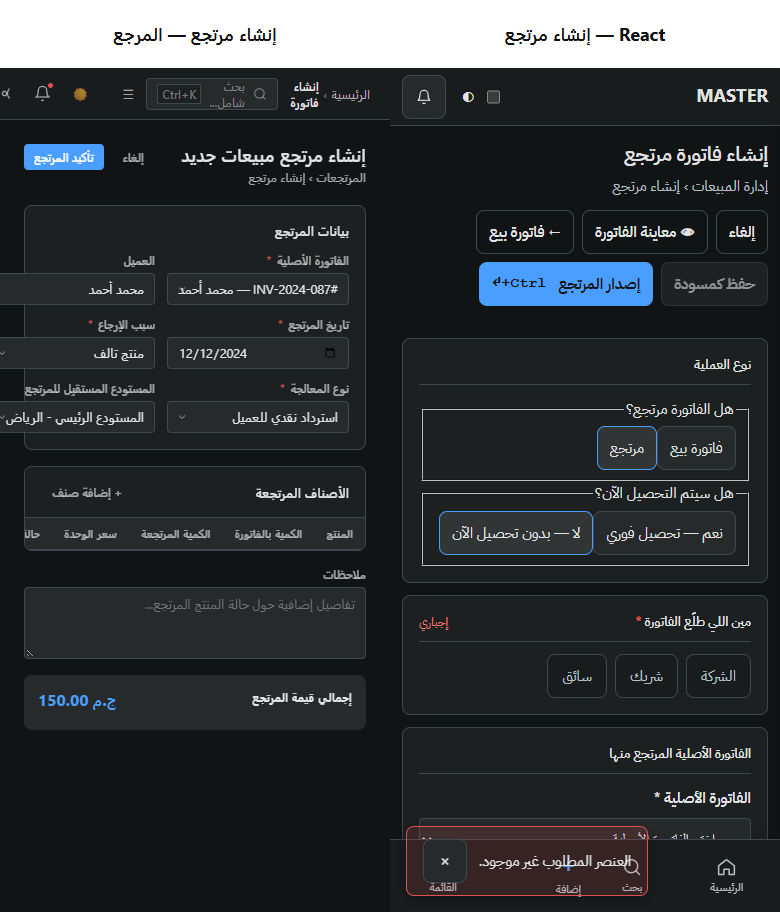 React — إنشاء مرتجع
MASTER
إنشاء فاتورة مرتجع
إدارة المبيعات › إنشاء مرتجع
إلغاء
معاينة الفاتورة
← فاتورة بيع
حفظ كمسودة
إصدار المرتجع Ctrl+↵
نوع العملية
هل الفاتورة مرتجع؟
فاتورة بيع
مرتجع
هل سيتم التحصيل الآن؟
نعم — تحصيل فوري
لا — بدون تحصيل الآن
مين اللي طلّع الفاتورة *
إجباري
الشركة
شريك
سائق
الفاتورة الأصلية المرتجع منها
الفاتورة الأصلية *
العنصر المطلوب غير موجود.
×
الرئيسية
بحث
إضافة
القائمة
إنشاء مرتجع — المرجع
الرئيسية › إنشاء فاتورة
بحث شامل...
Ctrl+K
إنشاء مرتجع مبيعات جديد
المرتجعات › إنشاء مرتجع
إلغاء
تأكيد المرتجع
بيانات المرتجع
الفاتورة الأصلية *
العميل
#INV-2024-087 — محمد أحمد
محمد أحمد
تاريخ المرتجع *
سبب الإرجاع *
12/12/2024
منتج تالف
نوع المعالجة *
المستودع المستقبل للمرتجع
استرداد نقدي للعميل
المستودع الرئيسي - الرياض
الأصناف المرتجعة
+ إضافة صنف
المنتج
الكمية بالفاتورة
الكمية المرتجعة
سعر الوحدة
ملاحظات
تفاصيل إضافية حول حالة المنتج المرتجع...
إجمالي قيمة المرتجع
150.00 ج.م